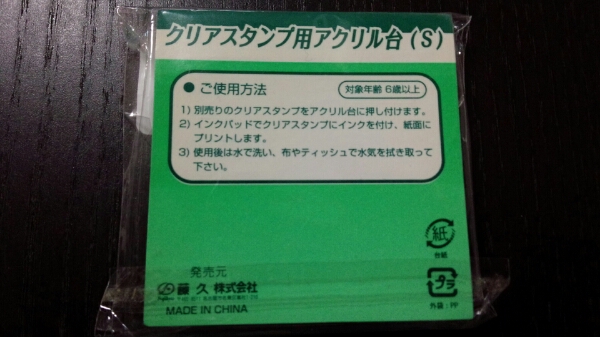 クリアスタンプ用アクリル台(S)
● ご使用方法
対象年齢 6歳以上
1) 別売りのクリアスタンプをアクリル台に押し付けます。
2) インクパッドでクリアスタンプにインクを付け、紙面に
プリントします。
3) 使用後は水で洗い、布やティッシュで水気を拭き取って
下さい。
紙
台紙
発売元
藤久 株式会社
MADE IN CHINA
プラ
外袋:PP